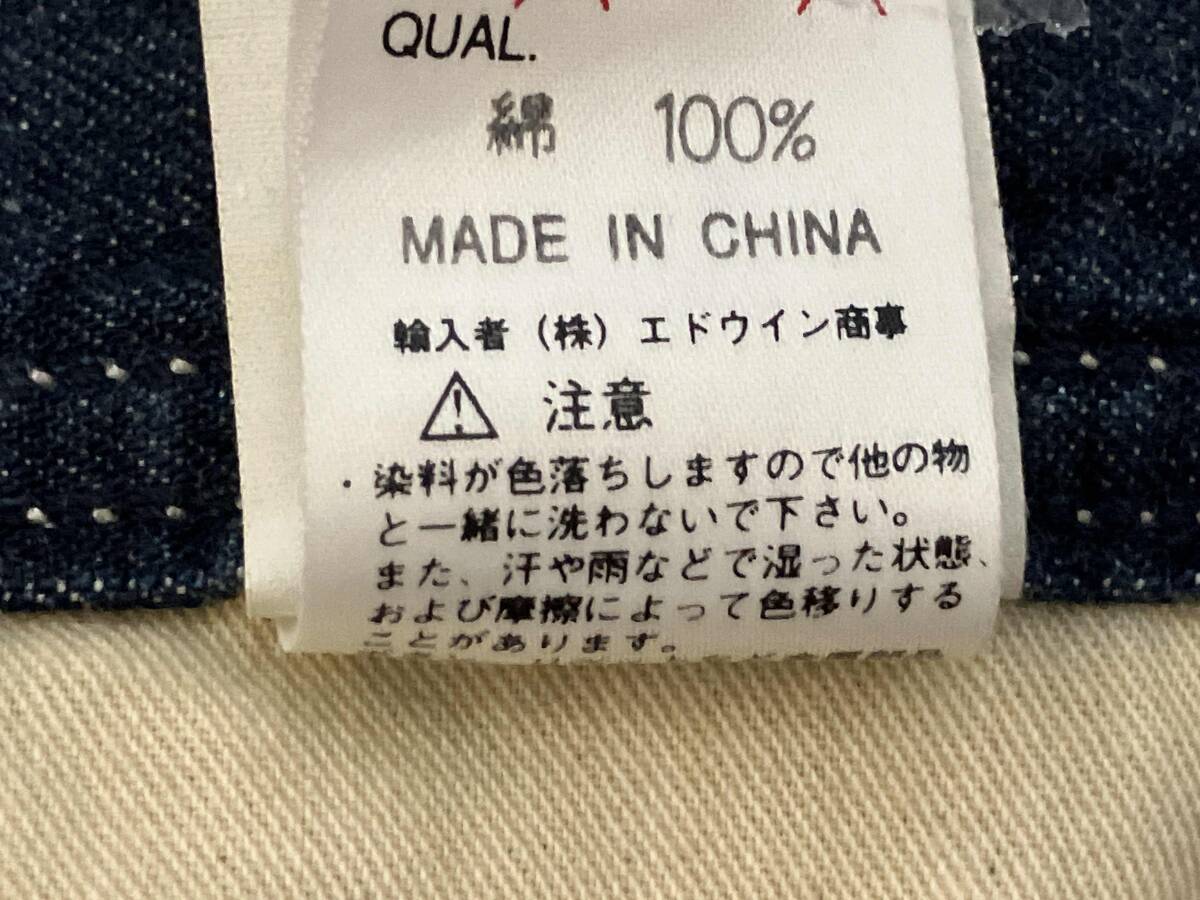 QUAL.
綿 100%
MADE IN CHINA
輸入者 (株) エドウイン商事
注意
・染料が色落ちしますので他の物
と一緒に洗わないで下さい。
また、汗や雨などで湿った状態、
および摩擦によって色移りする
ことがあります。